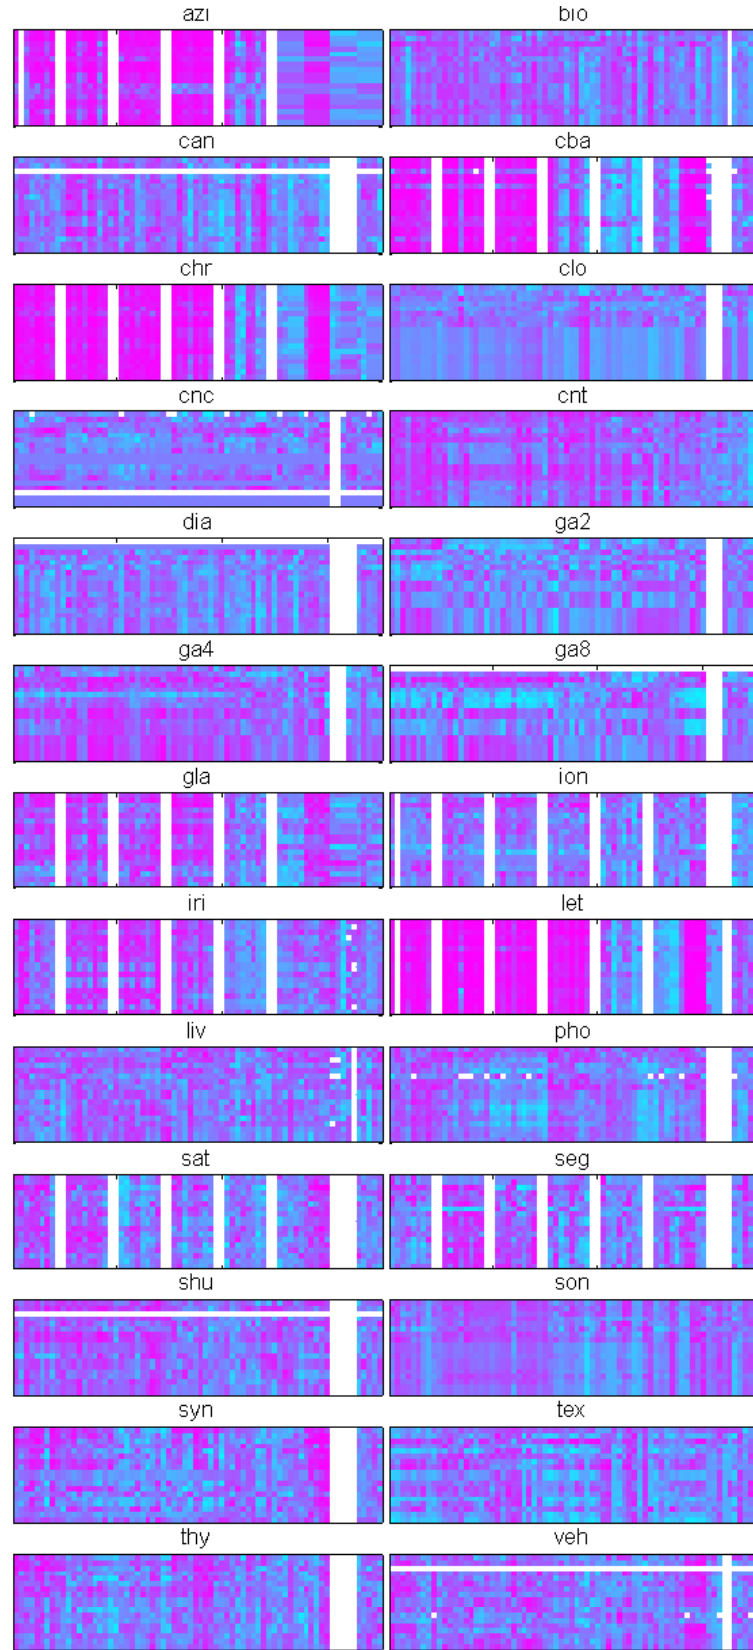 azi bio
can cba
chr clo
cnc cnt
dia ga2
ga4 ga8
gla ion
iri let
liv pho
sat seg
shu son
syn tex
thy veh